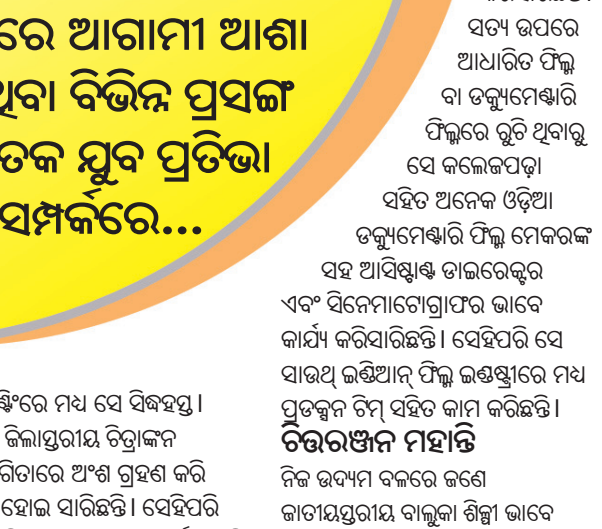 ରେ ଆଗାମୀ ଆଶା
ଥିବା ବିଭିନ୍ନ ପ୍ରସଙ୍ଗ
ତକ ଯୁବ ପ୍ରତିଭା
ସମ୍ପର୍କରେ...
ଷ୍ଟିଂରେ ମଧ୍ୟ ସେ ସିଦ୍ଧହସ୍ତ ।
ଜିଲାସ୍ତରୀୟ ଚିତ୍ରାଙ୍କନ
ଗିତାରେ ଅଂଶ ଗ୍ରହଣ କରି
ହୋଇ ସାରିଛନ୍ତି । ସେହିପରି
ସତ୍ୟ ଉପରେ
ଆଧାରିତ ଫିଲ୍ମ
ବା ଡକ୍ୟୁମେଣ୍ଟାରି
ଫିଲ୍ମରେ ରୁଚି ଥିବାରୁ
ସେ କଲେଜପଢ଼ା
ସହିତ ଅନେକ ଓଡ଼ିଆ
ଡକ୍ୟୁମେଣ୍ଟାରି ଫିଲ୍ମ ମେକରଙ୍କ
ସହ ଆସିଷ୍ଟାଣ୍ଟ ଡାଇରେକ୍ଟର
ଏବଂ ସିନେମାଟୋଗ୍ରାଫର ଭାବେ
କାର୍ଯ୍ୟ କରିସାରିଛନ୍ତି । ସେହିପରି ସେ
ସାଉଥ୍ ଇଣ୍ଡିଆନ୍ ଫିଲ୍ମ ଇଣ୍ଡଷ୍ଟ୍ରୀରେ ମଧ୍ୟ
ପ୍ରଡକ୍ସନ ଟିମ୍ ସହିତ କାମ କରିଛନ୍ତି ।
ଚିତ୍ତରଞ୍ଜନ ମହାନ୍ତି
ନିଜ ଉଦ୍ୟମ ବଳରେ ଜଣେ
ଜାତୀୟସ୍ତରୀୟ ବାଲୁକା ଶିଳ୍ପୀ ଭାବେ